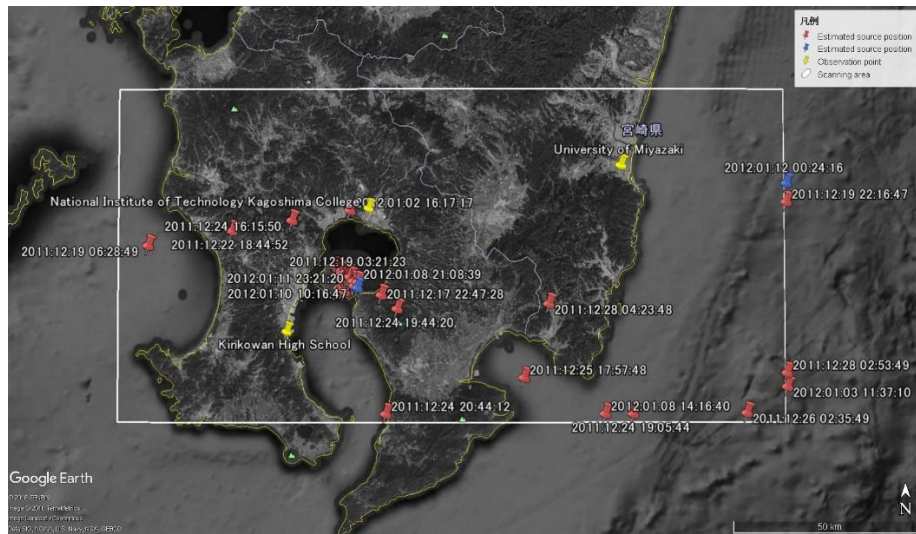 凡例
Estimated source position
Estimated source position
Observation point
Scanning area
宮崎県
University of Miyazaki
2012:01:12 00:24:16
2011:12:19 22:16:47
National Institute of Technology Kagoshima College
2012:01:02 16:17:17
2011:12:24 16:15:50
2011:12:22 18:44:52
2011:12:19 06:28:49
2011:12:19 03:21:23
2012:01:11 23:21:20
2012:01:08 21:08:39
2012:01:10 10:16:47
2011:12:17 22:47:28
2011:12:28 04:23:48
2011:12:24 19:44:20
Kinkowan High School
2011:12:25 17:57:48
2011:12:28 02:53:49
2012:01:03 11:37:10
2011:12:24 20:44:12
2012:01:08 14:16:40
2011:12:26 02:35:49
2011:12:24 19:05:44
Google Earth
N
50 km